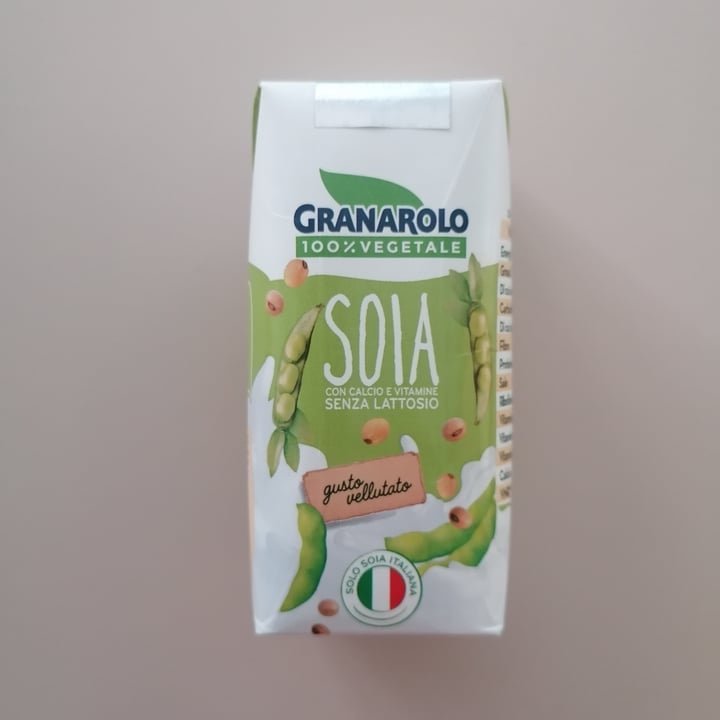 GRANAROLO
100% VEGETALE
SOIA
CON CALCIO E VITAMINE
SENZA LATTOSIO
gusto
vellutato
SOLO SOIA ITALIANA